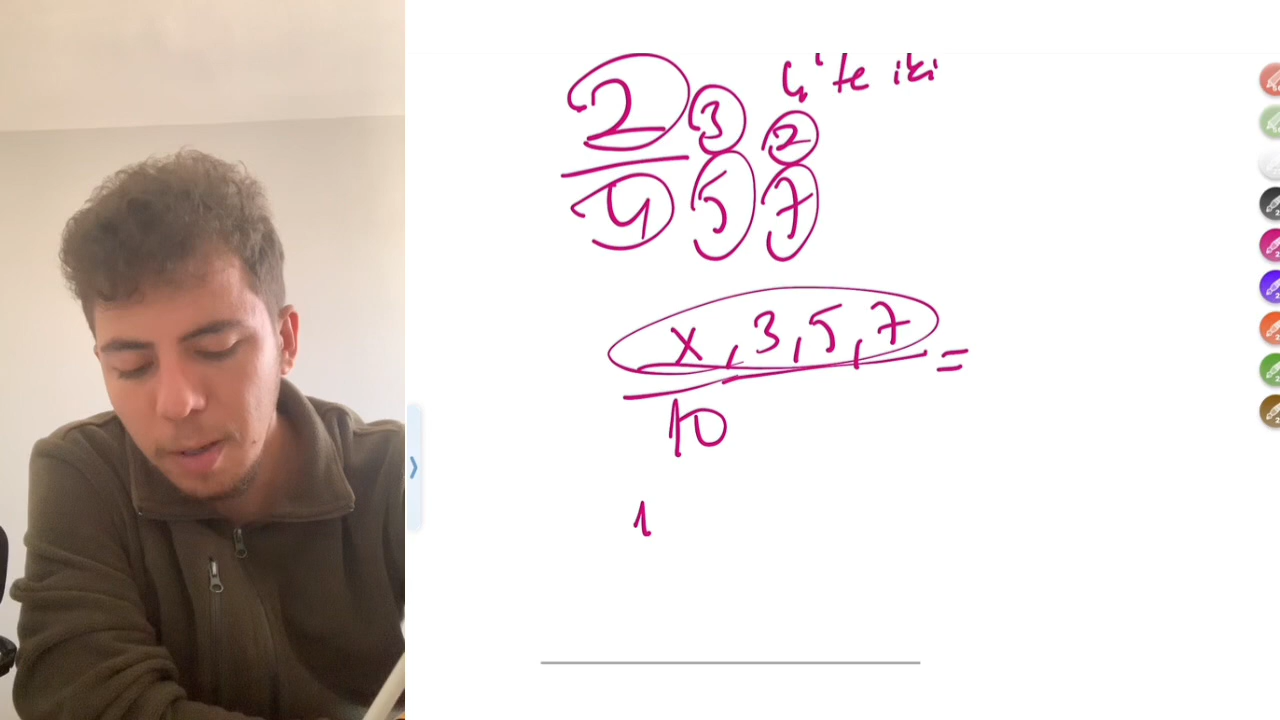 4'te iki
2 3 2
4 5 7
x, 3, 5, 7 =
10
1